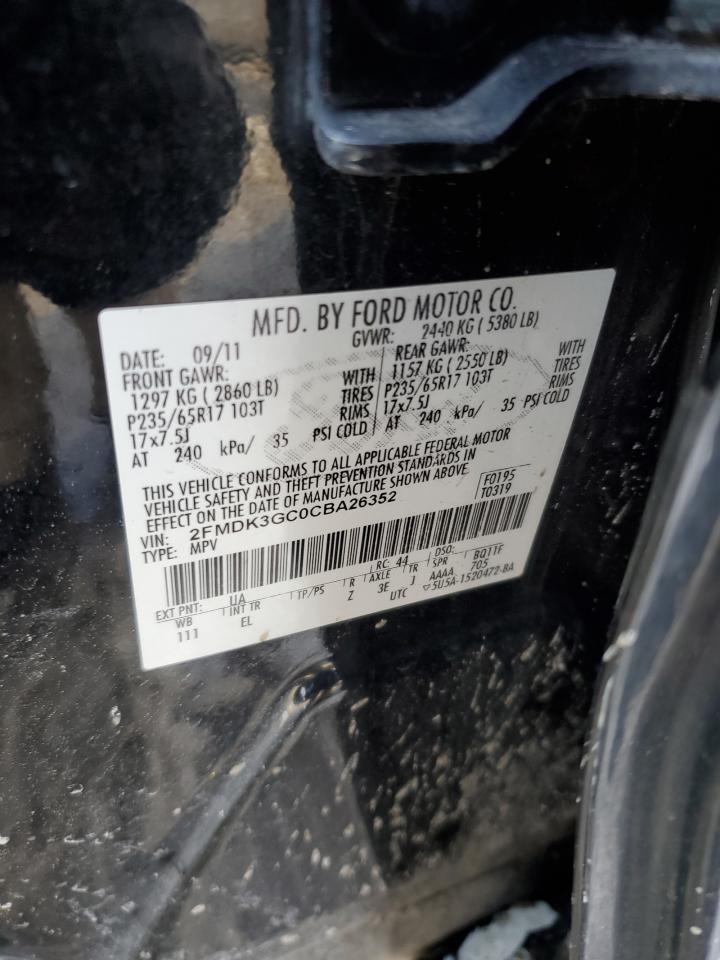 MFD. BY FORD MOTOR CO.
DATE: 09/11
GVWR: 2440 KG ( 5380 LB)
FRONT GAWR:
1297 KG ( 2860 LB) WITH
P235/65R17 103T TIRES
17x7.5J RIMS
AT 240 kPa/ 35 PSI COLD
REAR GAWR:
1157 KG ( 2550 LB) WITH
P235/65R17 103T TIRES
17x7.5J RIMS
AT 240 kPa/ 35 PSI COLD
THIS VEHICLE CONFORMS TO ALL APPLICABLE FEDERAL MOTOR
VEHICLE SAFETY AND THEFT PREVENTION STANDARDS IN
EFFECT ON THE DATE OF MANUFACTURE SHOWN ABOVE.
VIN: 2FMDK3GC0CBA26352
TYPE: MPV
F0195
T0319
EXT PNT: UA RC: 44 DSO:
WB INT TR TP/PS R AXLE TR SPR BQ11F
111 EL Z 3E J AAAA 705
UTC ▽5U5A-1520472-BA